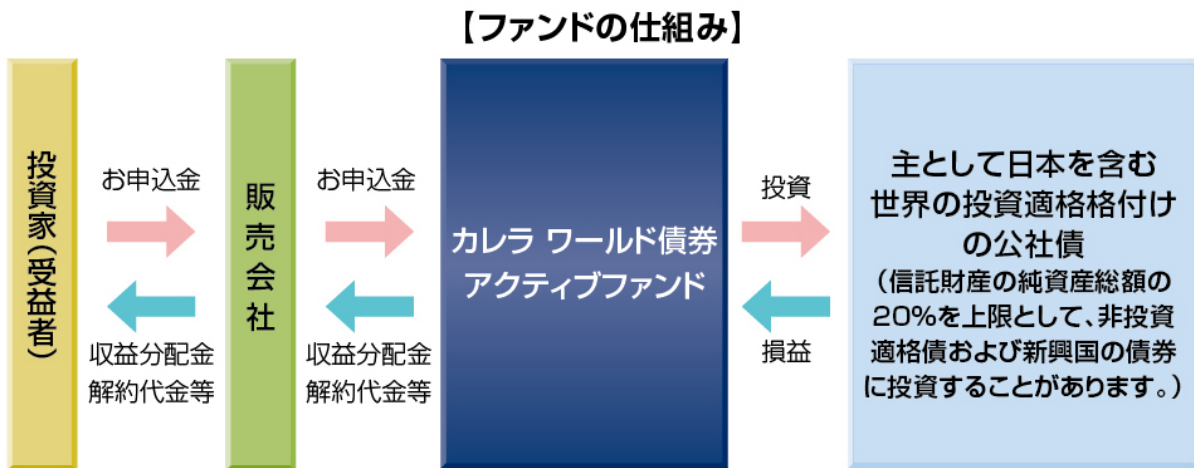 【ファンドの仕組み】
投資家(受益者)
お申込金
収益分配金
解約代金等
販売会社
お申込金
収益分配金
解約代金等
カレラ ワールド債券
アクティブファンド
投資
損益
主として日本を含む
世界の投資適格格付け
の公社債
(信託財産の純資産総額の
20%を上限として、非投資
適格債および新興国の債券
に投資することがあります。)